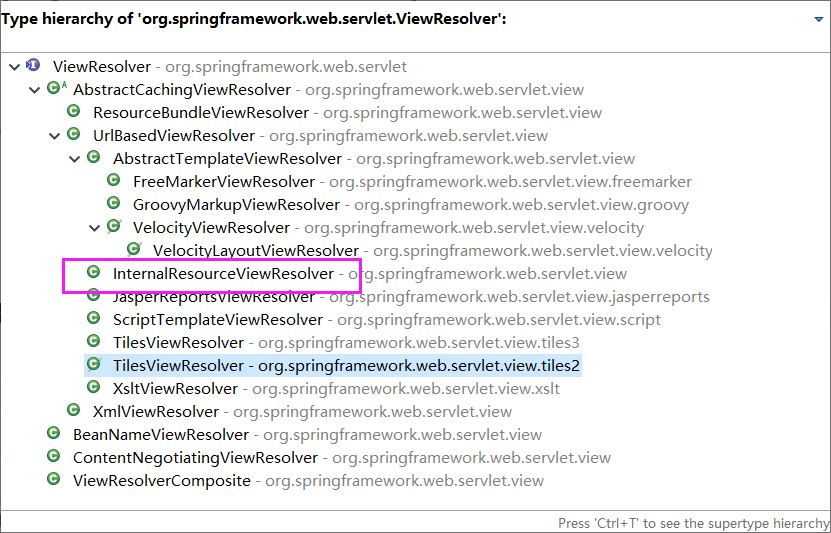 Type hierarchy of 'org.springframework.web.servlet.ViewResolver':
ViewResolver - org.springframework.web.servlet
AbstractCachingViewResolver - org.springframework.web.servlet.view
ResourceBundleViewResolver - org.springframework.web.servlet.view
UrlBasedViewResolver - org.springframework.web.servlet.view
AbstractTemplateViewResolver - org.springframework.web.servlet.view
FreeMarkerViewResolver - org.springframework.web.servlet.view.freemarker
GroovyMarkupViewResolver - org.springframework.web.servlet.view.groovy
VelocityViewResolver - org.springframework.web.servlet.view.velocity
VelocityLayoutViewResolver - org.springframework.web.servlet.view.velocity
InternalResourceViewResolver - org.springframework.web.servlet.view
JasperReportsViewResolver - org.springframework.web.servlet.view.jasperreports
ScriptTemplateViewResolver - org.springframework.web.servlet.view.script
TilesViewResolver - org.springframework.web.servlet.view.tiles3
TilesViewResolver - org.springframework.web.servlet.view.tiles2
XsltViewResolver - org.springframework.web.servlet.view.xslt
XmlViewResolver - org.springframework.web.servlet.view
BeanNameViewResolver - org.springframework.web.servlet.view
ContentNegotiatingViewResolver - org.springframework.web.servlet.view
ViewResolverComposite - org.springframework.web.servlet.view
Press 'Ctrl+T' to see the supertype hierarchy